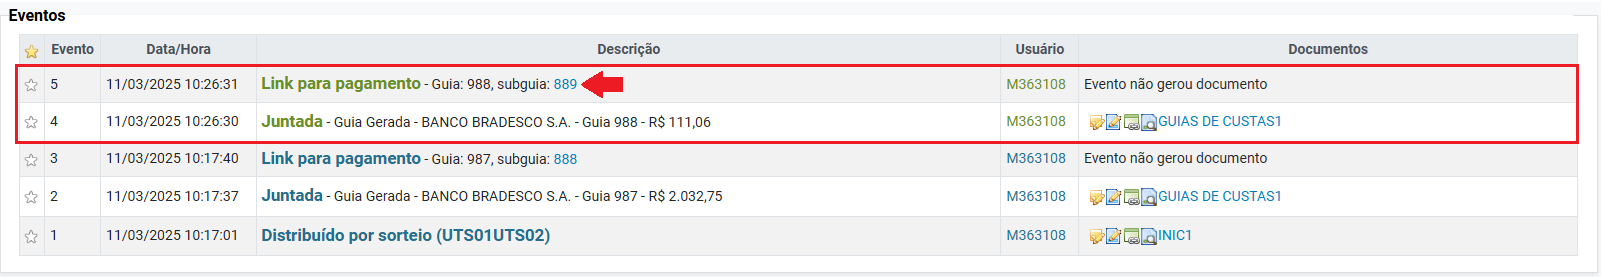 Eventos
Evento Data/Hora Descrição Usuário Documentos
5 11/03/2025 10:26:31 Link para pagamento - Guia: 988, subguia: 889 M363108 Evento não gerou documento
4 11/03/2025 10:26:30 Juntada - Guia Gerada - BANCO BRADESCO S.A. - Guia 988 - R$ 111,06 M363108 GUIAS DE CUSTAS1
3 11/03/2025 10:17:40 Link para pagamento - Guia: 987, subguia: 888 M363108 Evento não gerou documento
2 11/03/2025 10:17:37 Juntada - Guia Gerada - BANCO BRADESCO S.A. - Guia 987 - R$ 2.032,75 M363108 GUIAS DE CUSTAS1
1 11/03/2025 10:17:01 Distribuído por sorteio (UTS01UTS02) M363108 INIC1